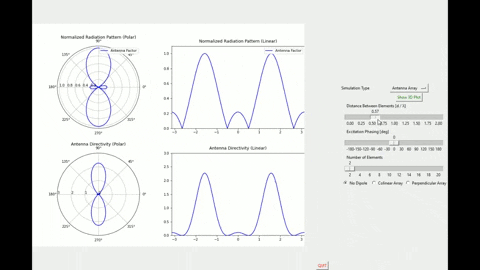 Normalized Radiation Pattern (Polar)
90°
135°
45°
Antenna Factor
180°
1.0 0.8 0.6
0°
225°
315°
270°
Normalized Radiation Pattern (Linear)
Antenna Factor
1.0
0.8
0.6
0.4
0.2
0.0
-3 -2 -1 0 1 2 3
Antenna Directivity (Polar)
90°
135°
45°
180°
0°
225°
315°
270°
Antenna Directivity (Linear)
3.0
2.5
2.0
1.5
1.0
0.5
0.0
-3 -2 -1 0 1 2 3
Simulation Type
Antenna Array
Show 3D Plot
Distance Between Elements [d / λ]
0.57
0.00 0.25 0.50 0.75 1.00 1.25 1.50 1.75 2.00
Excitation Phasing [deg]
0
-180-150-120-90 -60 -30 0 30 60 90 120 150 180
Number of Elements
2
2 4 6 8 10 12 14 16 18 20
No Dipole
Colinear Array
Perpendicular Array
QUIT